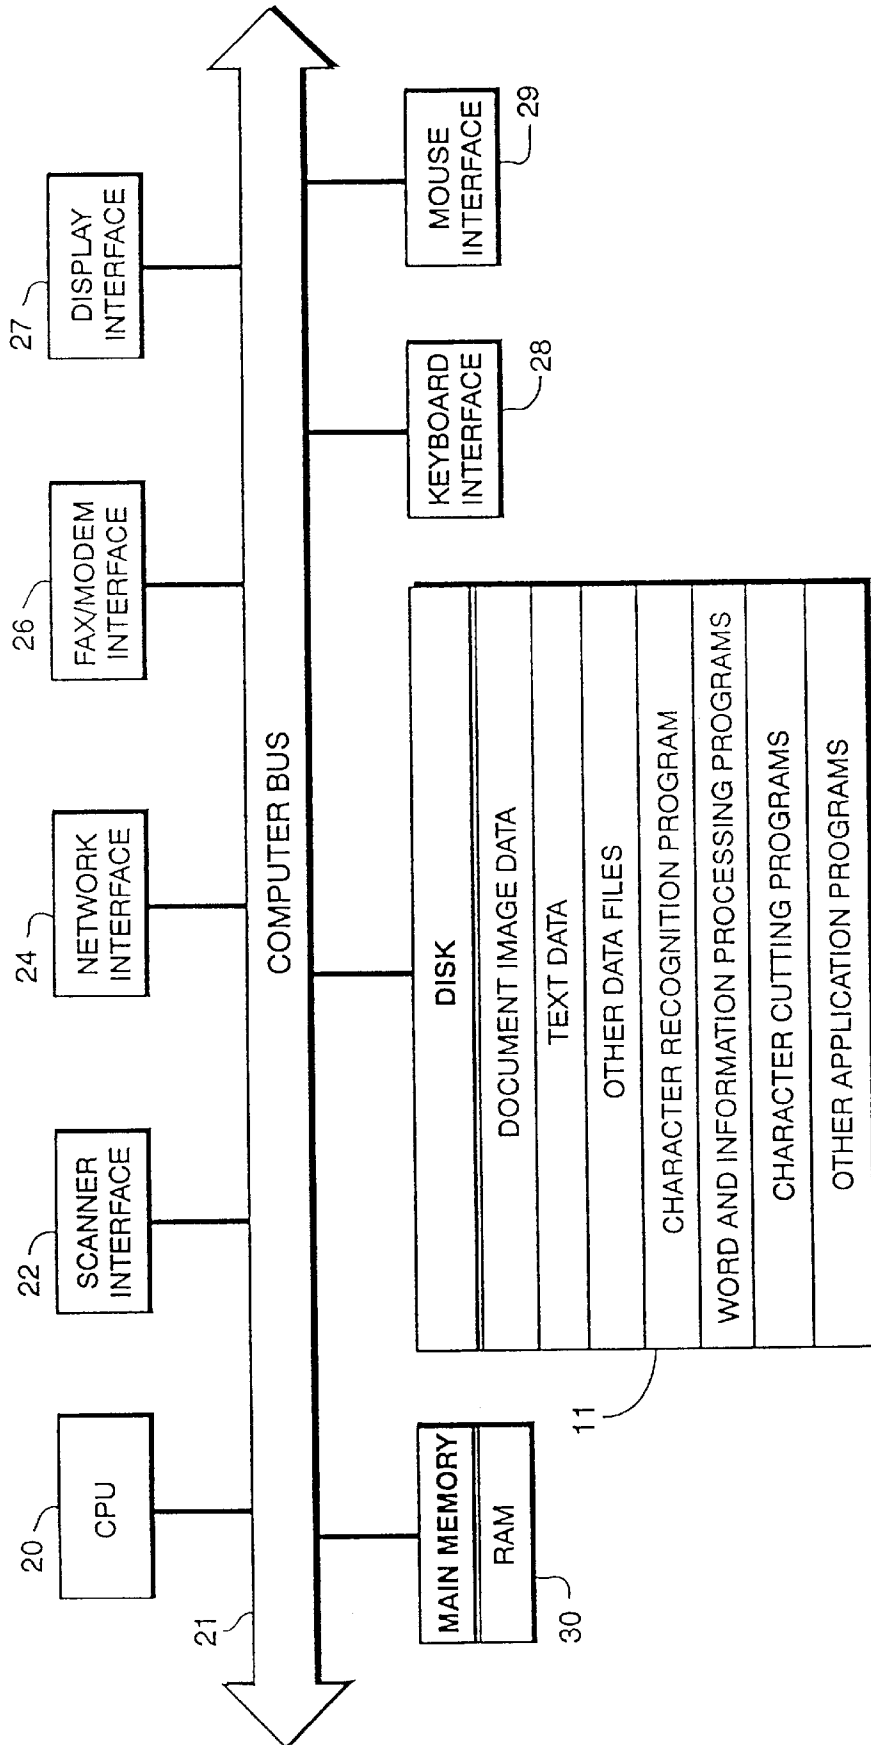 20
CPU
22
SCANNER
INTERFACE
24
NETWORK
INTERFACE
26
FAX/MODEM
INTERFACE
27
DISPLAY
INTERFACE
21
COMPUTER BUS
MAIN MEMORY
RAM
30
11
DISK
DOCUMENT IMAGE DATA
TEXT DATA
OTHER DATA FILES
CHARACTER RECOGNITION PROGRAM
WORD AND INFORMATION PROCESSING PROGRAMS
CHARACTER CUTTING PROGRAMS
OTHER APPLICATION PROGRAMS
KEYBOARD
INTERFACE
28
MOUSE
INTERFACE
29